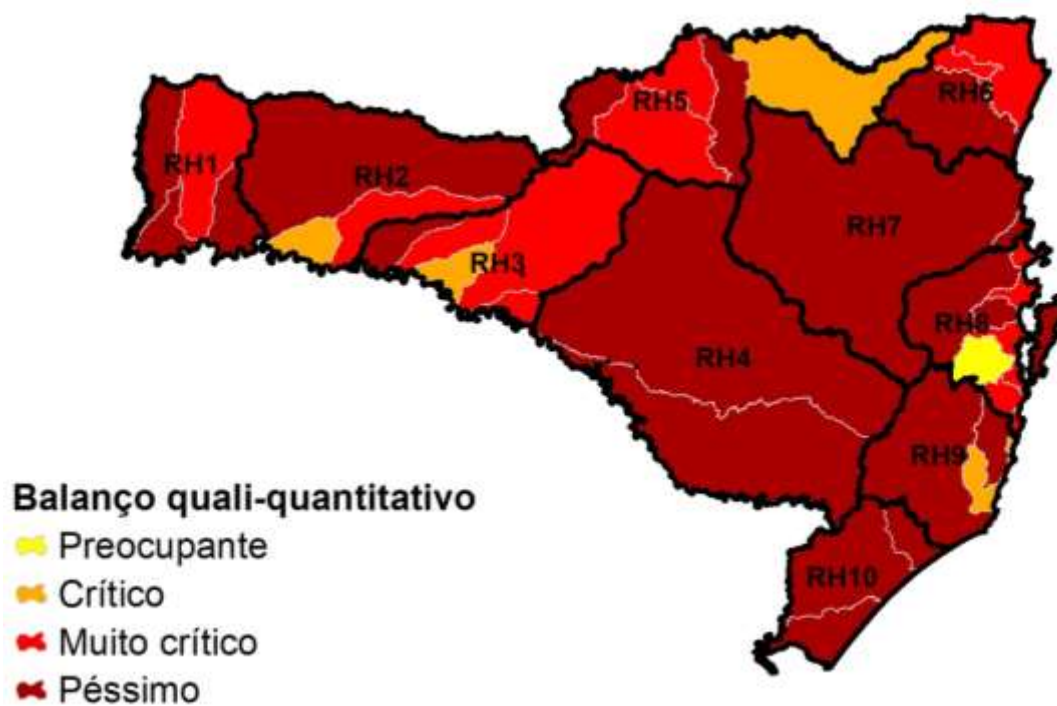 RH6
RH5
RH1
RH2
RH7
RH3
RH8
RH4
RH9
RH10
Balanço quali-quantitativo
Preocupante
Crítico
Muito crítico
Péssimo